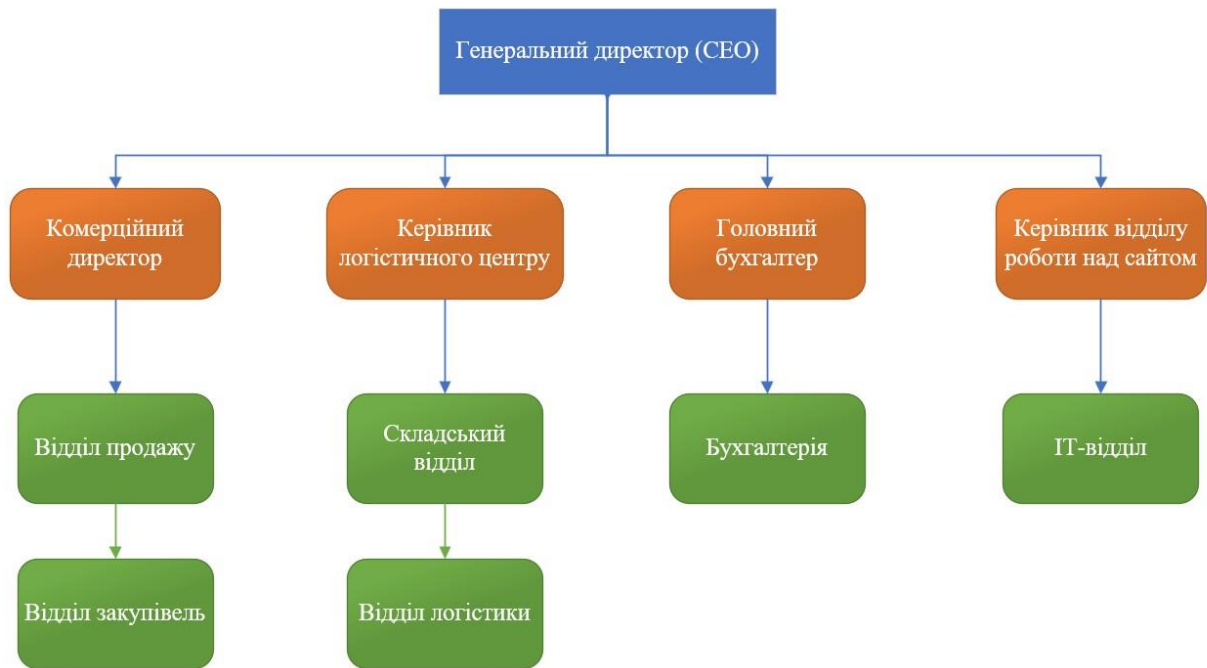 Генеральний директор (CEO)
Комерційний
директор
Керівник
логістичного центру
Головний
бухгалтер
Керівник відділу
роботи над сайтом
Відділ продажу
Складський
відділ
Бухгалтерія
ІТ-відділ
Відділ закупівель
Відділ логістики